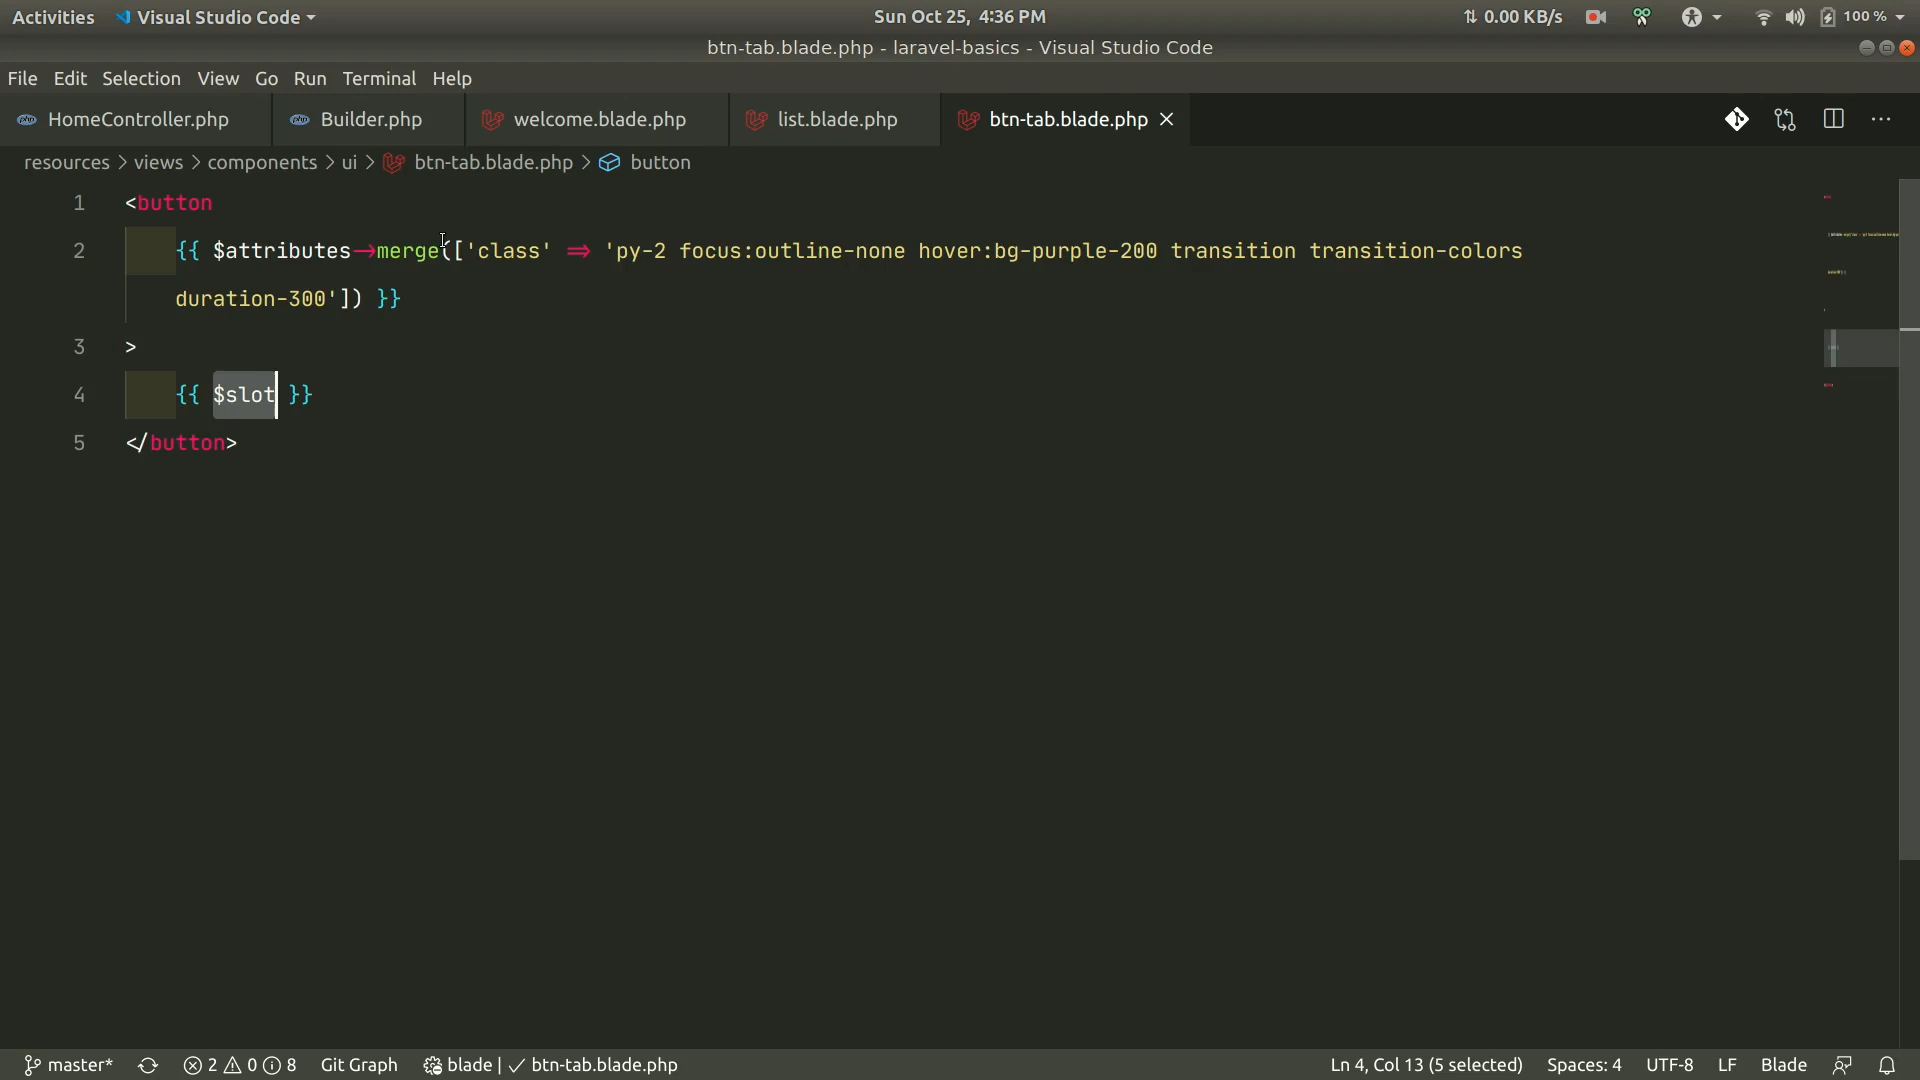 Activities Visual Studio Code Sun Oct 25, 4:36 PM 0.00 KB/s 100 %
btn-tab.blade.php - laravel-basics - Visual Studio Code
File Edit Selection View Go Run Terminal Help
HomeController.php Builder.php welcome.blade.php list.blade.php btn-tab.blade.php
resources > views > components > ui > btn-tab.blade.php > button
1 <button
2 {{ $attributes->merge(['class' => 'py-2 focus:outline-none hover:bg-purple-200 transition transition-colors
duration-300']) }}
3 >
4 {{ $slot }}
5 </button>
master* 2 0 8 Git Graph blade | ✓ btn-tab.blade.php Ln 4, Col 13 (5 selected) Spaces: 4 UTF-8 LF Blade